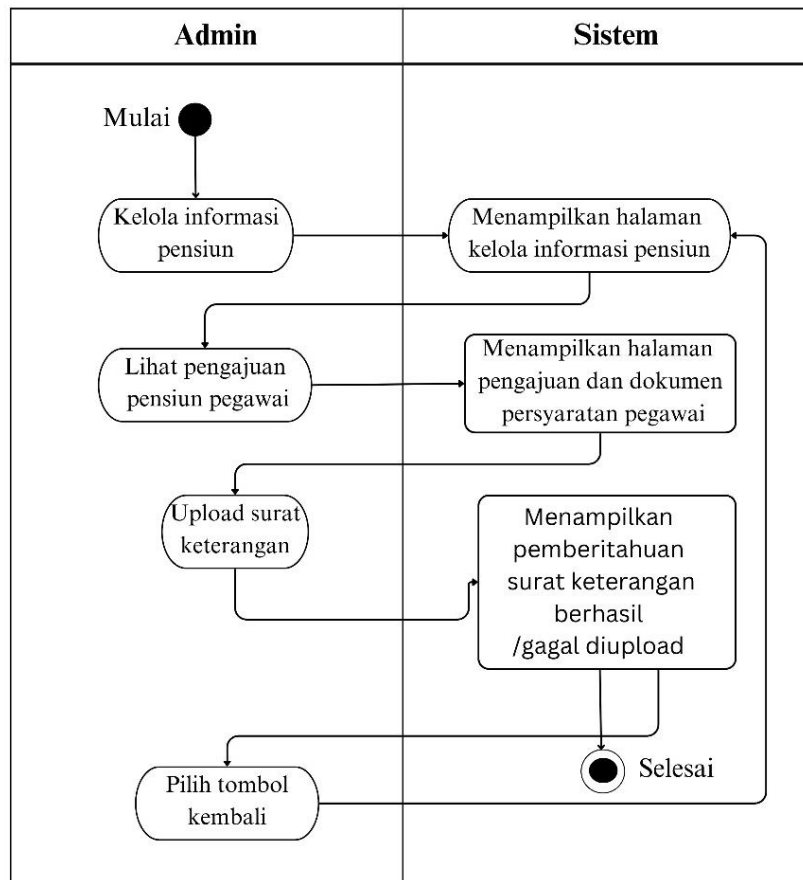 Admin
Sistem
Mulai
Kelola informasi
pensiun
Menampilkan halaman
kelola informasi pensiun
Lihat pengajuan
pensiun pegawai
Menampilkan halaman
pengajuan dan dokumen
persyaratan pegawai
Upload surat
keterangan
Menampilkan
pemberitahuan
surat keterangan
berhasil
/gagal diupload
Pilih tombol
kembali
Selesai